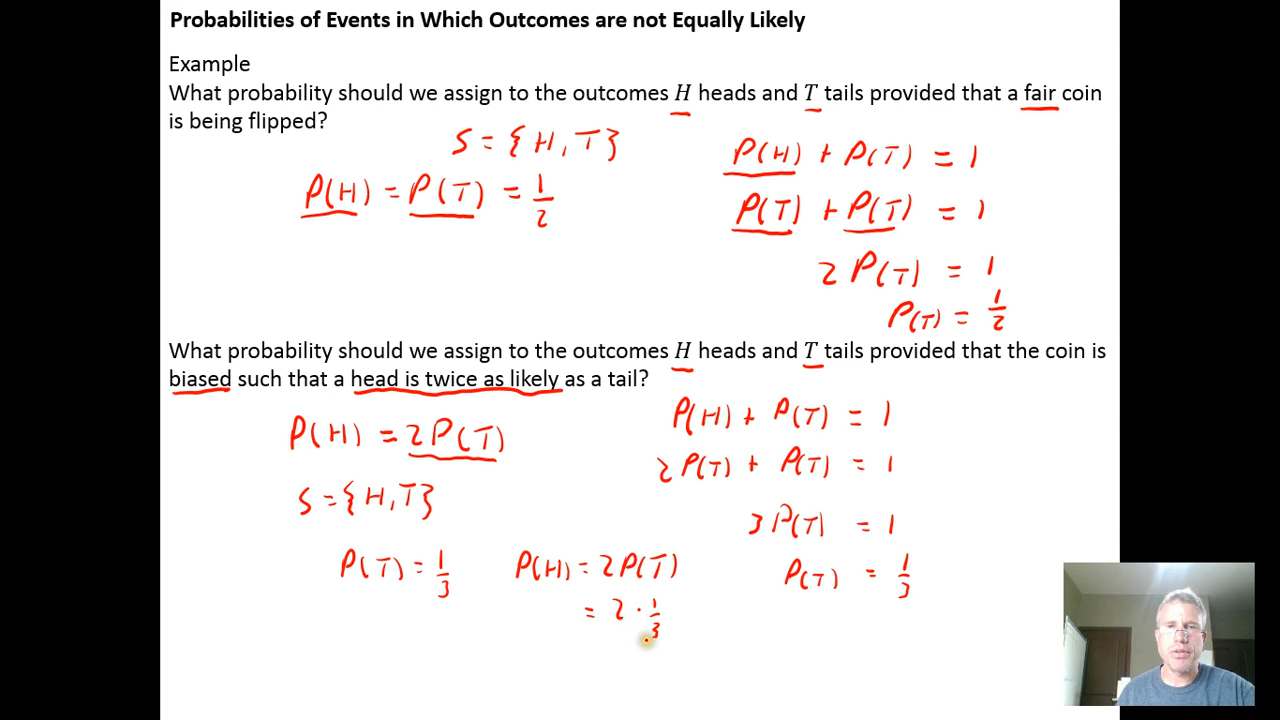 Probabilities of Events in Which Outcomes are not Equally Likely
Example
What probability should we assign to the outcomes H heads and T tails provided that a fair coin
is being flipped?
S = {H, T}
P(H) = P(T) = 1/2
P(H) + P(T) = 1
P(T) + P(T) = 1
2 P(T) = 1
P(T) = 1/2
What probability should we assign to the outcomes H heads and T tails provided that the coin is
biased such that a head is twice as likely as a tail?
P(H) = 2P(T)
S = {H, T}
P(H) + P(T) = 1
2 P(T) + P(T) = 1
3 P(T) = 1
P(T) = 1/3
P(T) = 1/3
P(H) = 2P(T)
= 2 · 1/3